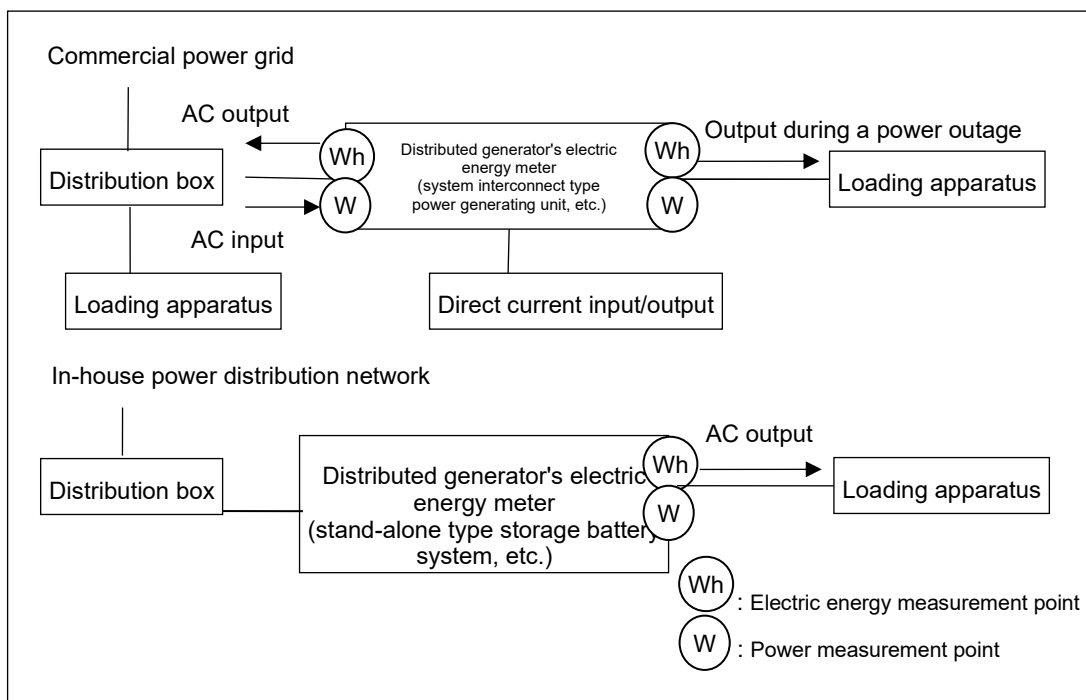 Commercial power grid
AC output
Wh
Distributed generator's electric
energy meter
(system interconnect type
power generating unit, etc.)
Wh
Output during a power outage
Distribution box
W
W
Loading apparatus
AC input
Loading apparatus
Direct current input/output
In-house power distribution network
AC output
Distribution box
Distributed generator's electric
energy meter
(stand-alone type storage battery
system, etc.)
Wh
W
Loading apparatus
Wh
: Electric energy measurement point
W
: Power measurement point